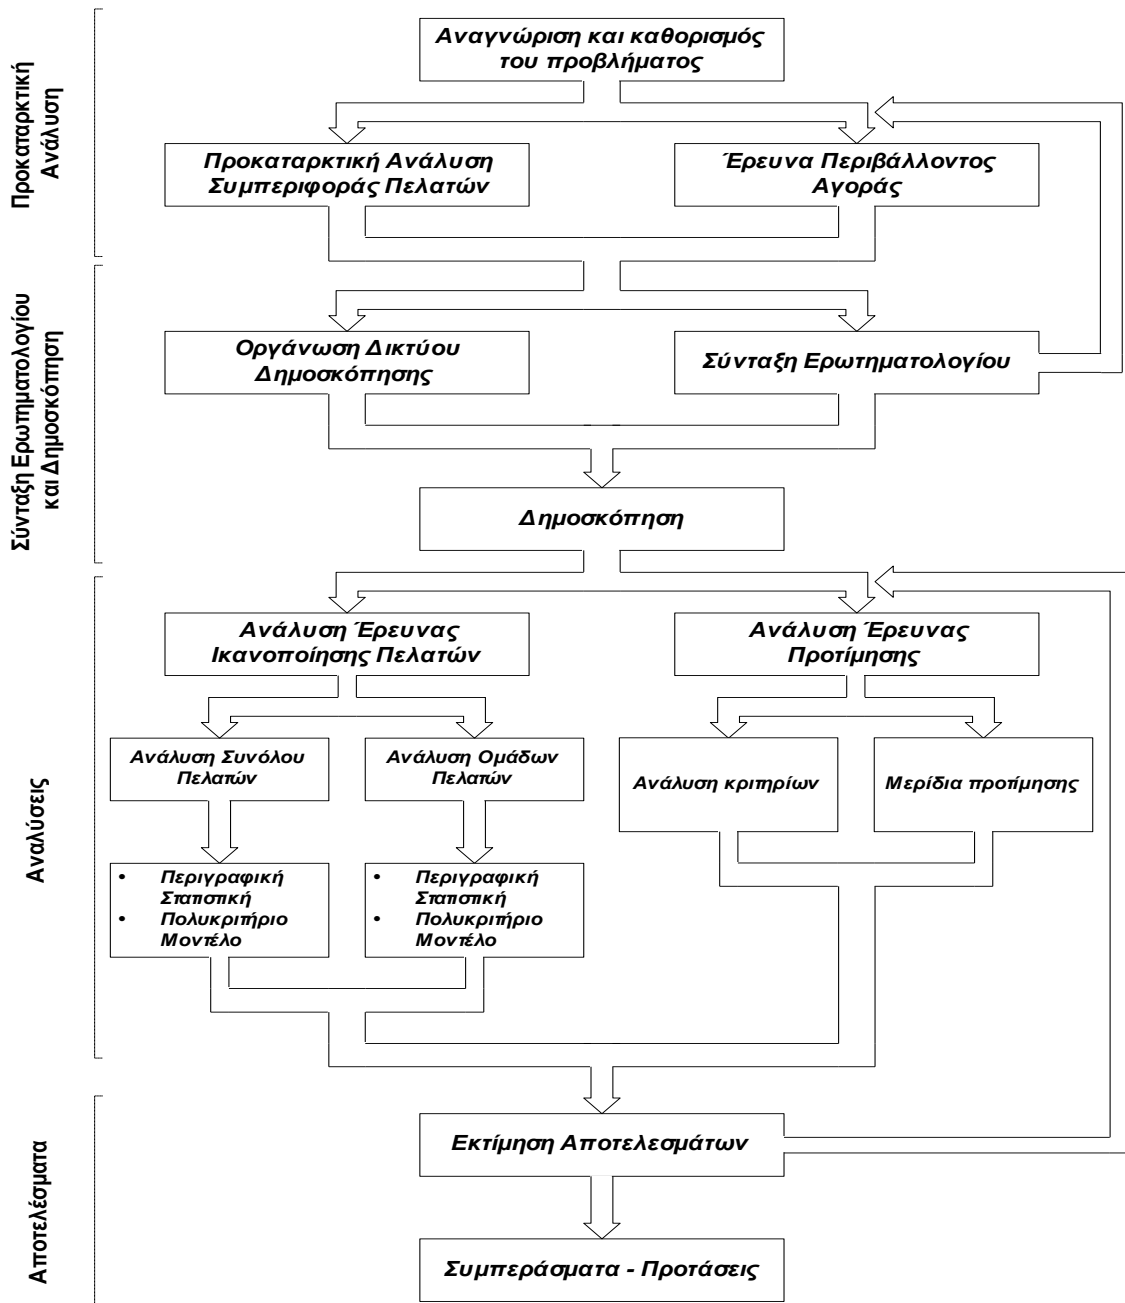 Προκαταρκτική
Ανάλυση
Αναγνώριση και καθορισμός
του προβλήματος
Προκαταρκτική Ανάλυση
Συμπεριφοράς Πελατών
Έρευνα Περιβάλλοντος
Αγοράς
Σύνταξη Ερωτηματολογίου
και Δημοσκόπηση
Οργάνωση Δικτύου
Δημοσκόπησης
Σύνταξη Ερωτηματολογίου
Δημοσκόπηση
Αναλύσεις
Ανάλυση Έρευνας
Ικανοποίησης Πελατών
Ανάλυση Έρευνας
Προτίμησης
Ανάλυση Συνόλου
Πελατών
Ανάλυση Ομάδων
Πελατών
Ανάλυση κριτηρίων
Μερίδια προτίμησης
• Περιγραφική
Στατιστική
• Πολυκριτήριο
Μοντέλο
• Περιγραφική
Στατιστική
• Πολυκριτήριο
Μοντέλο
Αποτελέσματα
Εκτίμηση Αποτελεσμάτων
Συμπεράσματα - Προτάσεις